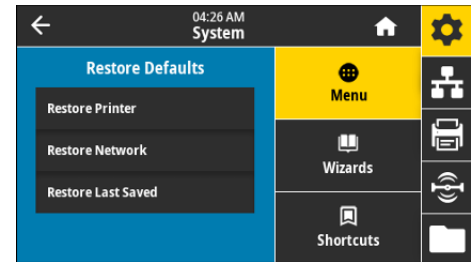 04:26 AM
System
Restore Defaults
Restore Printer
Restore Network
Restore Last Saved
Menu
Wizards
Shortcuts